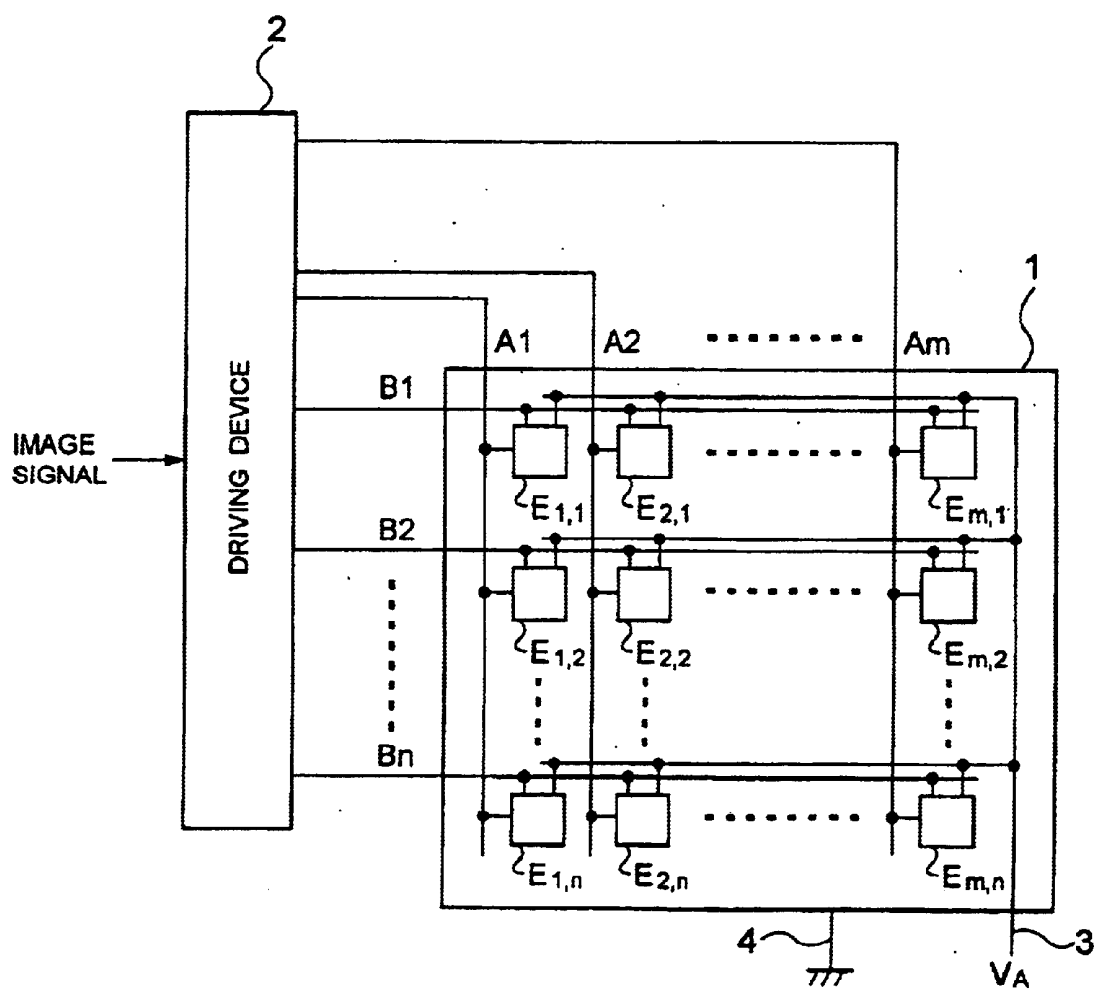 2
1
A1 A2 Am
B1
DRIVING DEVICE
IMAGE
SIGNAL
E1,1 E2,1 Em,1
B2
E1,2 E2,2 Em,2
Bn
E1,n E2,n Em,n
4 3
VA